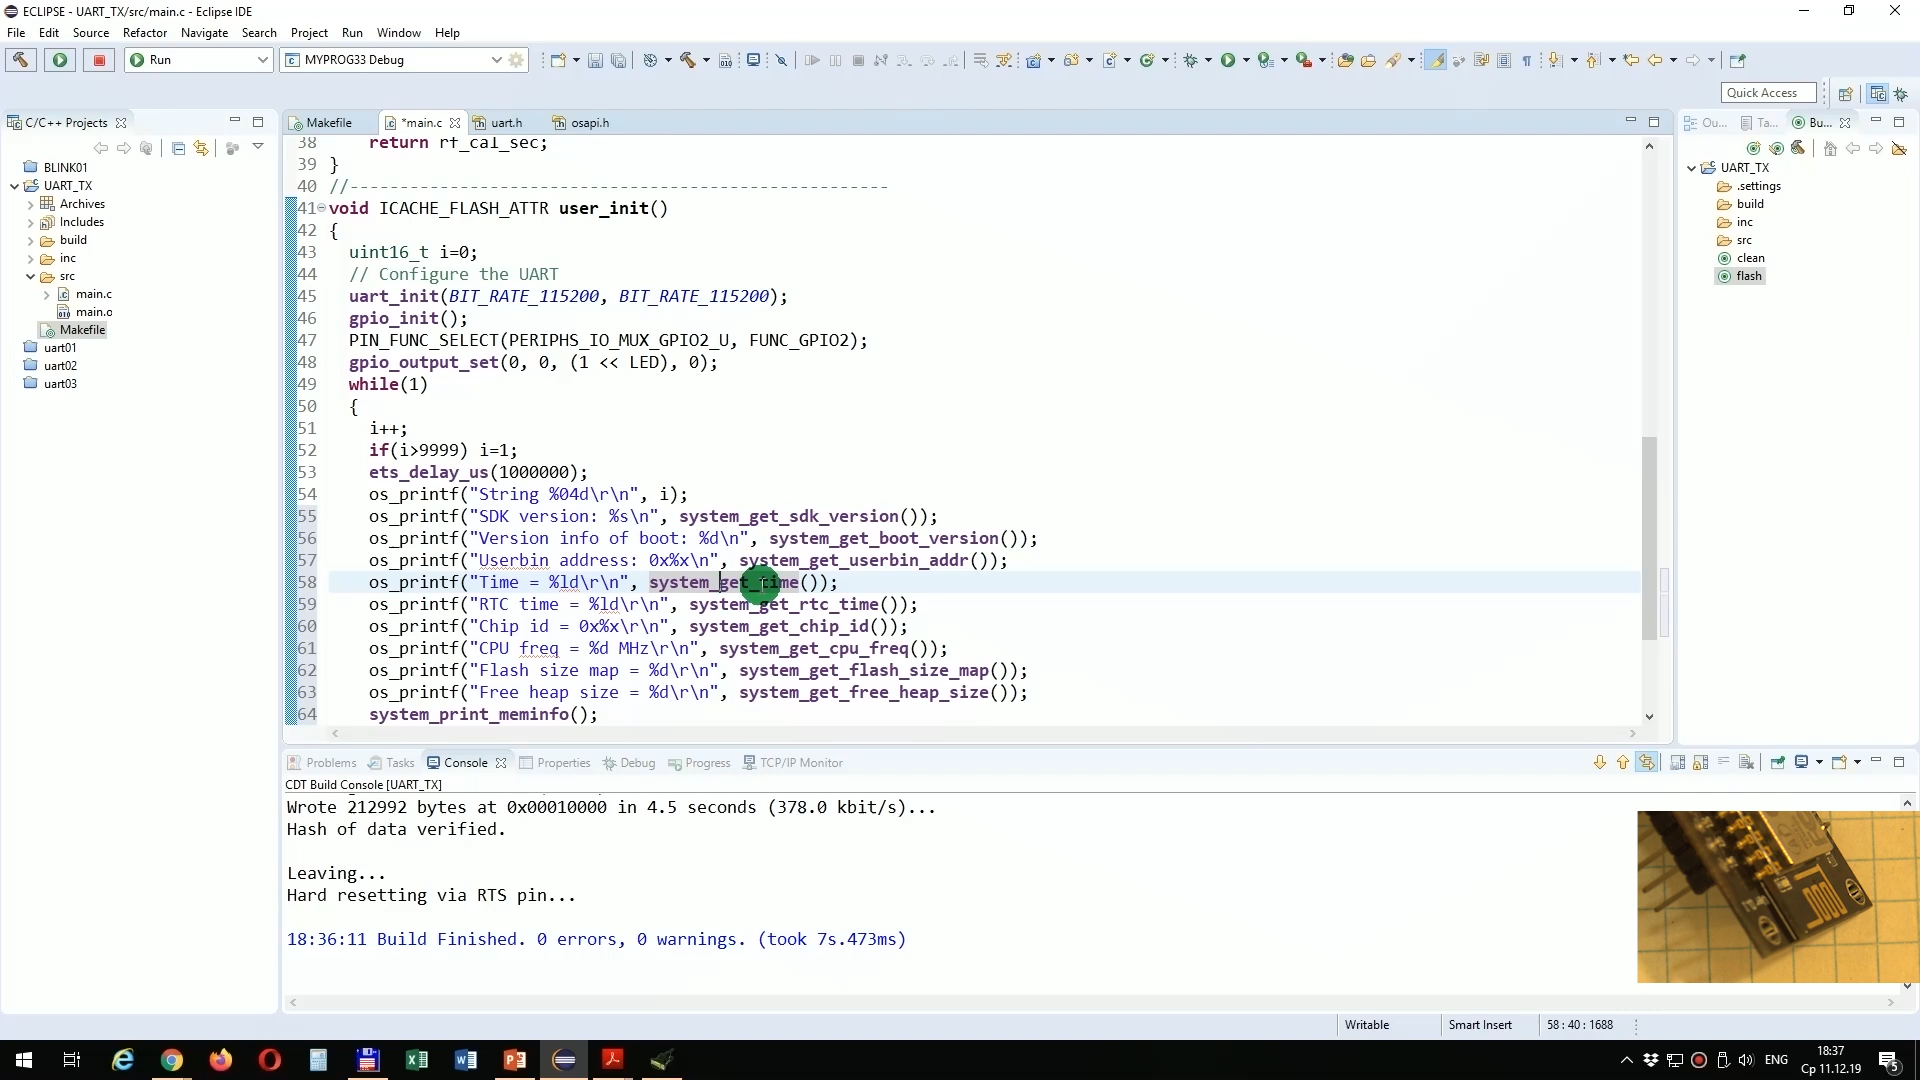 ECLIPSE - UART_TX/src/main.c - Eclipse IDE
File Edit Source Refactor Navigate Search Project Run Window Help
Run MYPROG33 Debug
Quick Access
C/C++ Projects
BLINK01
UART_TX
Archives
Includes
build
inc
src
main.c
main.o
Makefile
uart01
uart02
uart03
Makefile *main.c uart.h osapi.h
38 return rf_cal_sec;
39 }
40 //------------------------------------------------------
41 void ICACHE_FLASH_ATTR user_init()
42 {
43 uint16_t i=0;
44 // Configure the UART
45 uart_init(BIT_RATE_115200, BIT_RATE_115200);
46 gpio_init();
47 PIN_FUNC_SELECT(PERIPHS_IO_MUX_GPIO2_U, FUNC_GPIO2);
48 gpio_output_set(0, 0, (1 << LED), 0);
49 while(1)
50 {
51 i++;
52 if(i>9999) i=1;
53 ets_delay_us(1000000);
54 os_printf("String %04d\r\n", i);
55 os_printf("SDK version: %s\n", system_get_sdk_version());
56 os_printf("Version info of boot: %d\n", system_get_boot_version());
57 os_printf("Userbin address: 0x%x\n", system_get_userbin_addr());
58 os_printf("Time = %ld\r\n", system_get_time());
59 os_printf("RTC time = %ld\r\n", system_get_rtc_time());
60 os_printf("Chip id = 0x%x\r\n", system_get_chip_id());
61 os_printf("CPU freq = %d MHz\r\n", system_get_cpu_freq());
62 os_printf("Flash size map = %d\r\n", system_get_flash_size_map());
63 os_printf("Free heap size = %d\r\n", system_get_free_heap_size());
64 system_print_meminfo();
Ou... Ta... Bu...
UART_TX
.settings
build
inc
src
clean
flash
Problems Tasks Console Properties Debug Progress TCP/IP Monitor
CDT Build Console [UART_TX]
Wrote 212992 bytes at 0x00010000 in 4.5 seconds (378.0 kbit/s)...
Hash of data verified.
Leaving...
Hard resetting via RTS pin...
18:36:11 Build Finished. 0 errors, 0 warnings. (took 7s.473ms)
Writable Smart Insert 58 : 40 : 1688
ENG 18:37
Ср 11.12.19
5